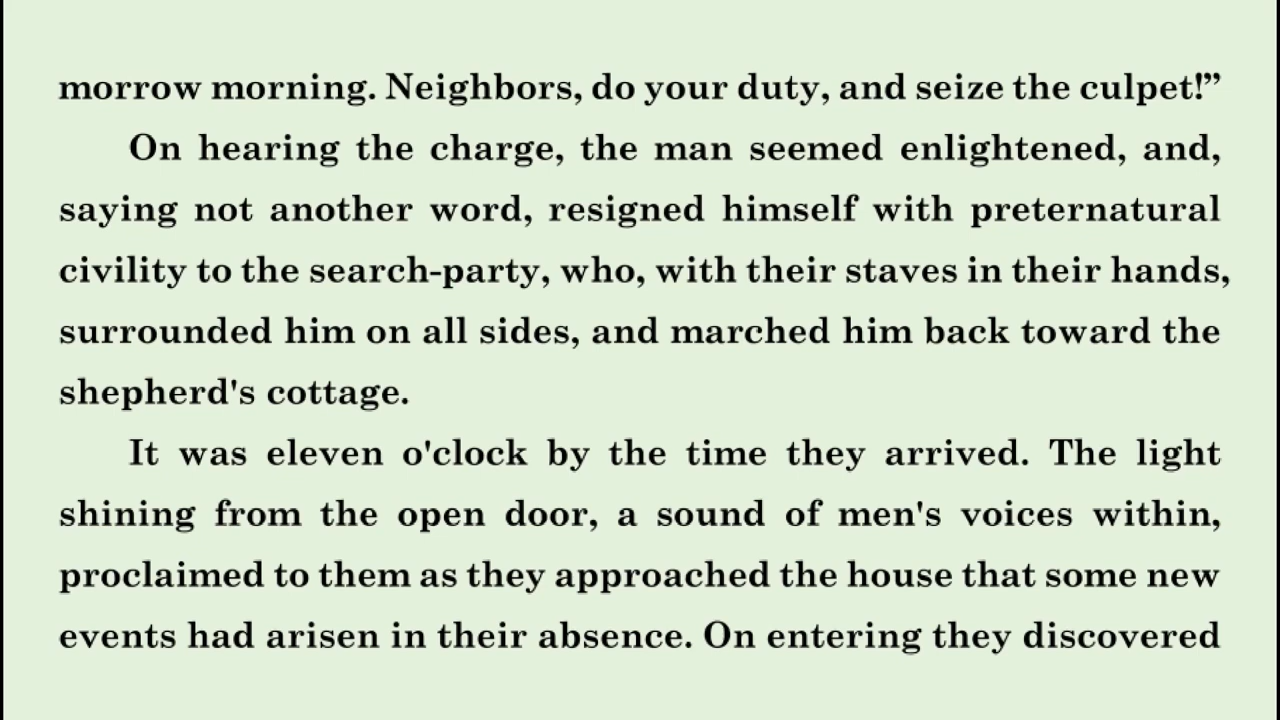 morrow morning. Neighbors, do your duty, and seize the culpet!”
On hearing the charge, the man seemed enlightened, and,
saying not another word, resigned himself with preternatural
civility to the search-party, who, with their staves in their hands,
surrounded him on all sides, and marched him back toward the
shepherd's cottage.
It was eleven o'clock by the time they arrived. The light
shining from the open door, a sound of men's voices within,
proclaimed to them as they approached the house that some new
events had arisen in their absence. On entering they discovered